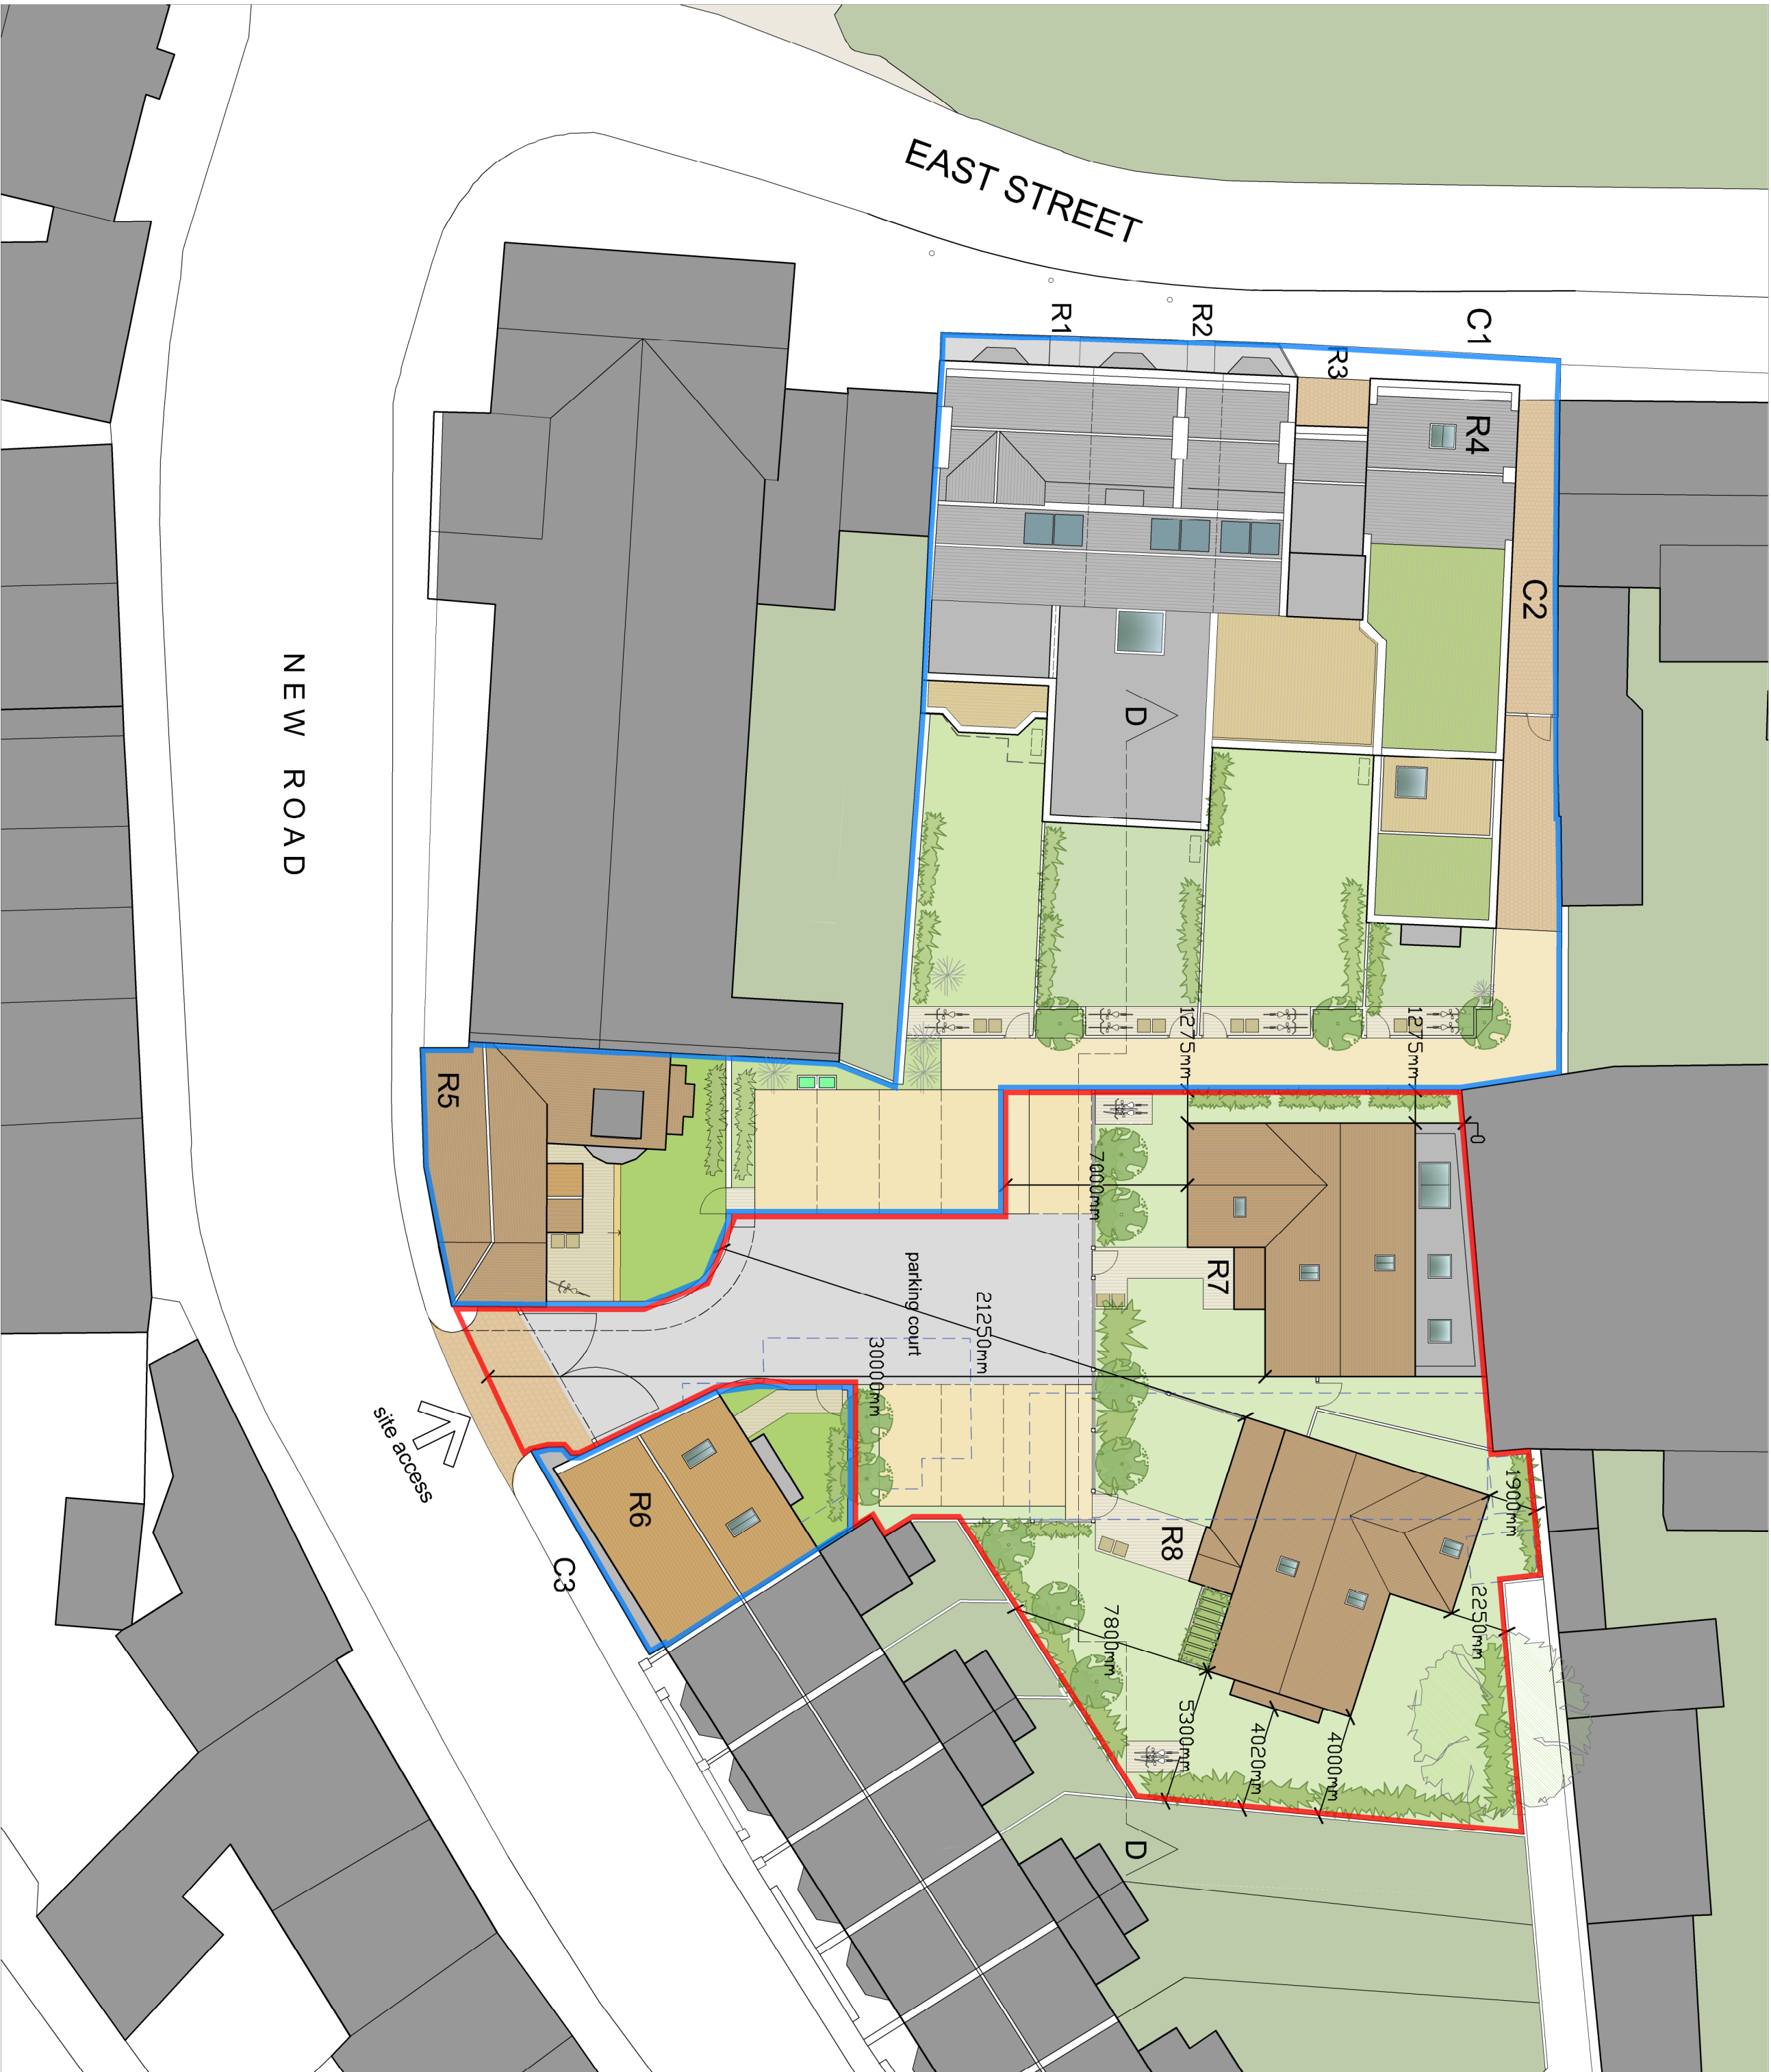 EAST STREET
NEW ROAD
R1
R2
R3
C1
R4
C2
D
1275mm
1275mm
0
R5
7000mm
R7
parking court
21250mm
30000mm
site access
R6
C3
R8
1900mm
2250mm
7800mm
5300mm
4020mm
4000mm
D